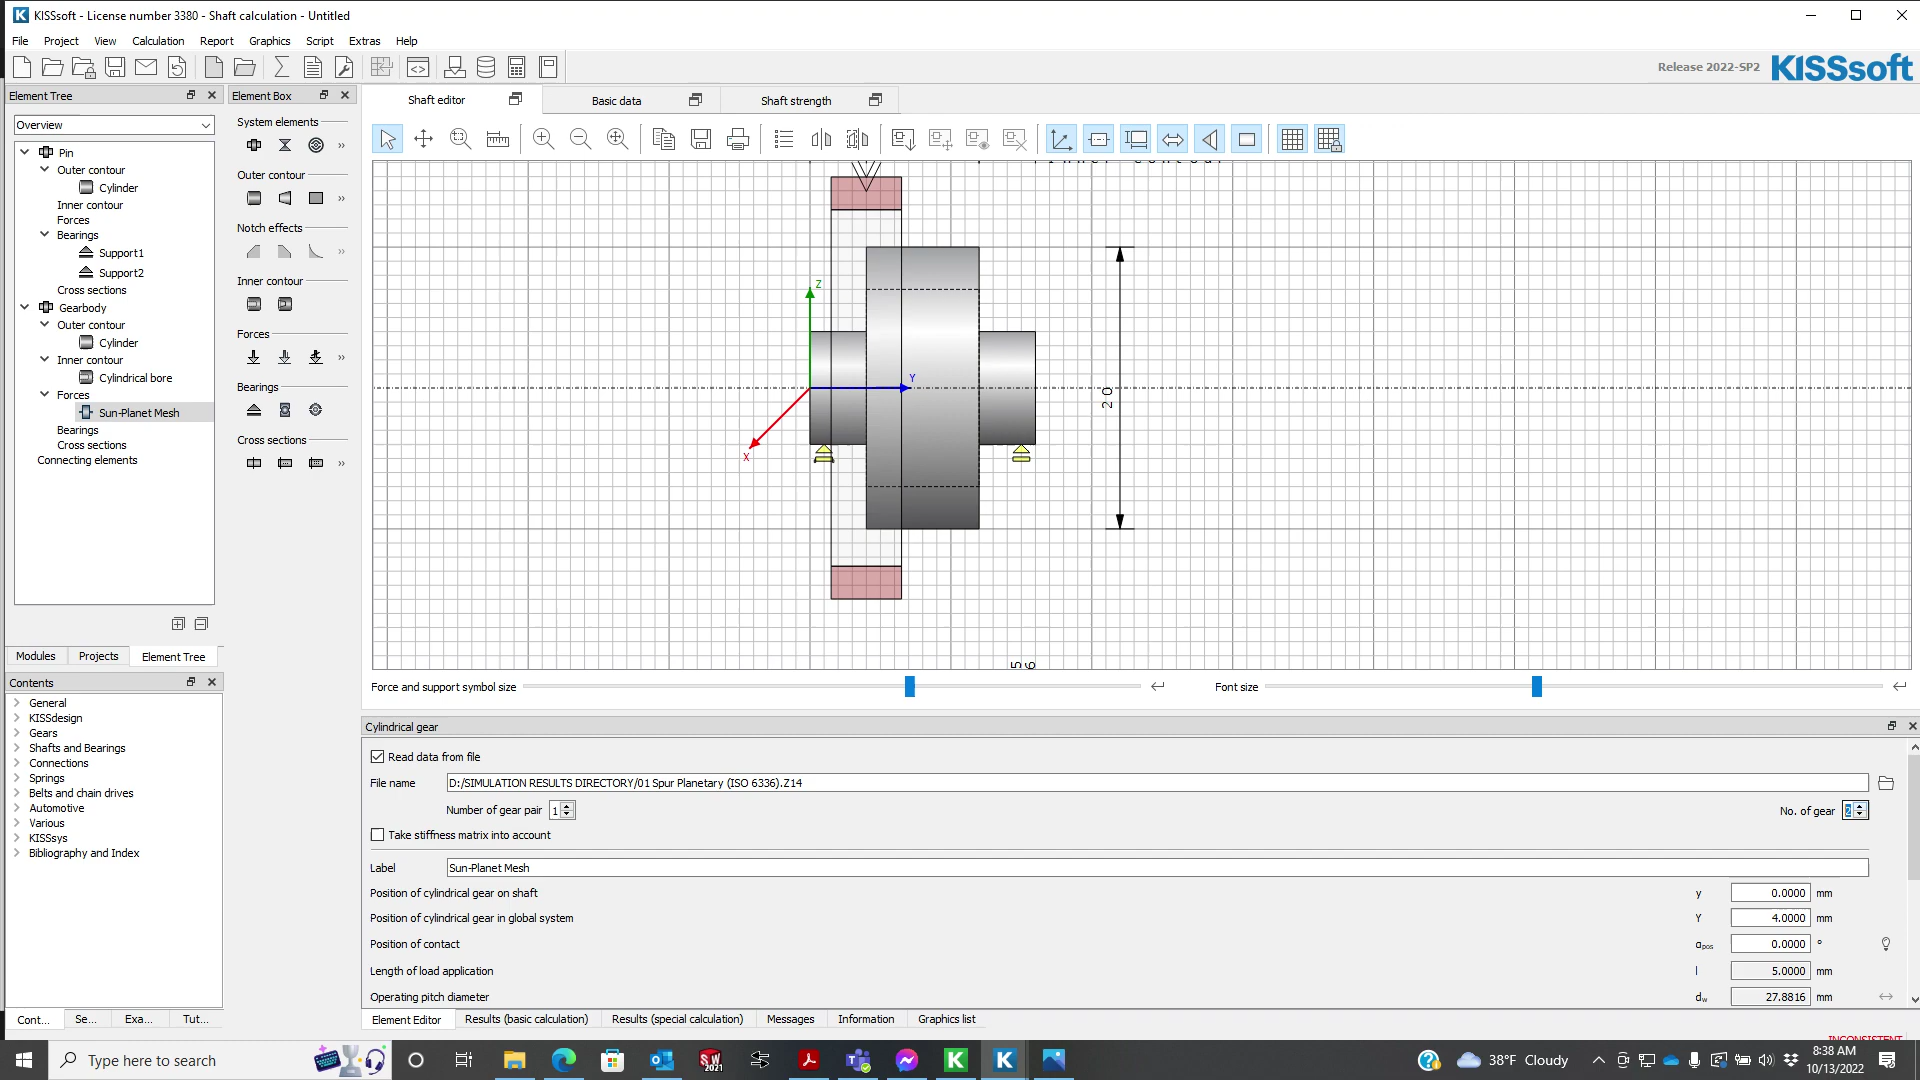 KISSsoft - License number 3380 - Shaft calculation - Untitled
File Project View Calculation Report Graphics Script Extras Help
Release 2022-SP2 KISSsoft
Element Tree
Element Box
Shaft editor
Basic data
Shaft strength
Overview
Pin
Outer contour
Cylinder
Inner contour
Forces
Bearings
Support1
Support2
Cross sections
Gearbody
Outer contour
Cylinder
Inner contour
Cylindrical bore
Forces
Sun-Planet Mesh
Bearings
Cross sections
Connecting elements
System elements
Outer contour
Notch effects
Inner contour
Forces
Bearings
Cross sections
Z
Y
X
20
Modules Projects Element Tree
Contents
General
KISSdesign
Gears
Shafts and Bearings
Connections
Springs
Belts and chain drives
Automotive
Various
KISSsys
Bibliography and Index
Cont... Se... Exa... Tut...
Force and support symbol size
Font size
Cylindrical gear
Read data from file
File name D:/SIMULATION RESULTS DIRECTORY/01 Spur Planetary (ISO 6336).Z14
Number of gear pair 1
No. of gear 2
Take stiffness matrix into account
Label Sun-Planet Mesh
Position of cylindrical gear on shaft y 0.0000 mm
Position of cylindrical gear in global system Y 4.0000 mm
Position of contact αpos 0.0000 °
Length of load application l 5.0000 mm
Operating pitch diameter dw 27.8816 mm
Element Editor Results (basic calculation) Results (special calculation) Messages Information Graphics list
INCONSISTENT
Type here to search
SW 2021
38°F Cloudy
8:38 AM
10/13/2022